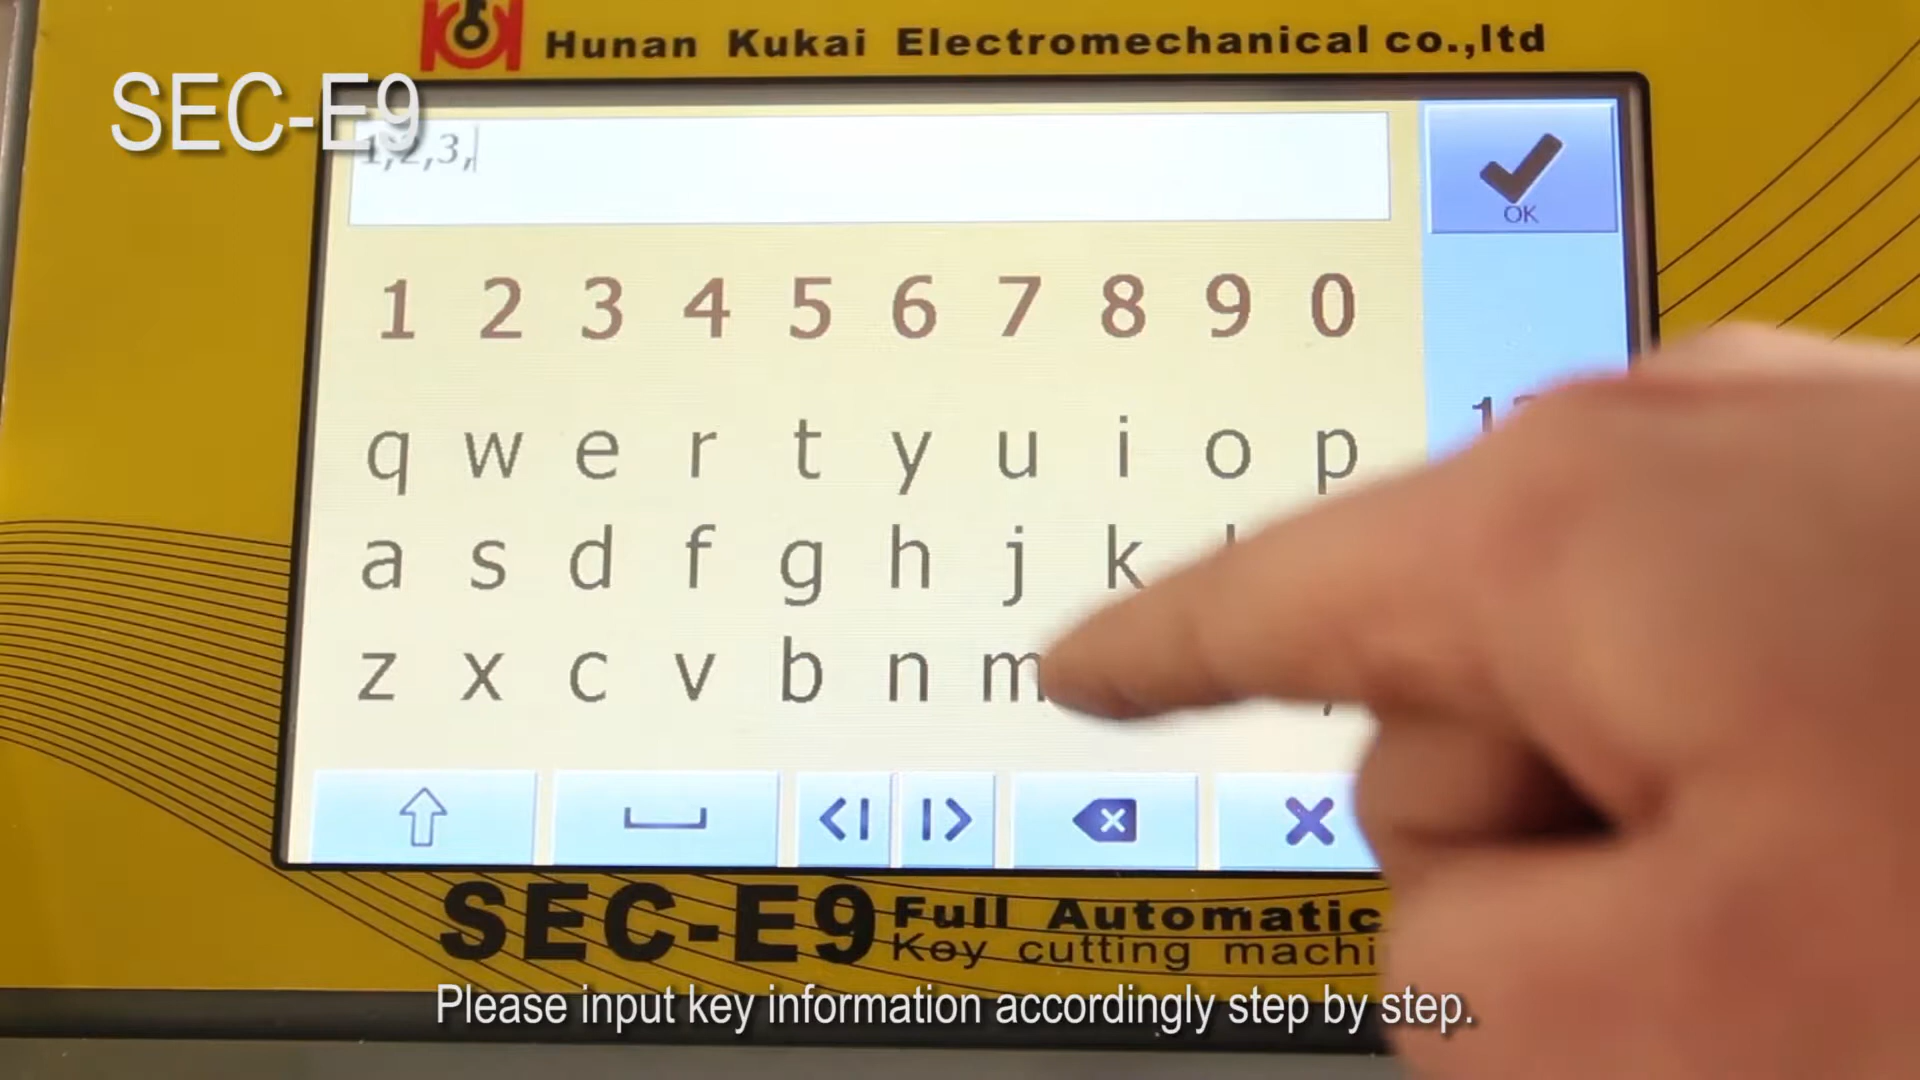 Hunan Kukai Electromechanical co.,ltd
SEC-E9
1,2,3,
OK
1 2 3 4 5 6 7 8 9 0
q w e r t y u i o p
a s d f g h j k
z x c v b n m ,
SEC-E9 Full Automatic
Key cutting machi
Please input key information accordingly step by step.